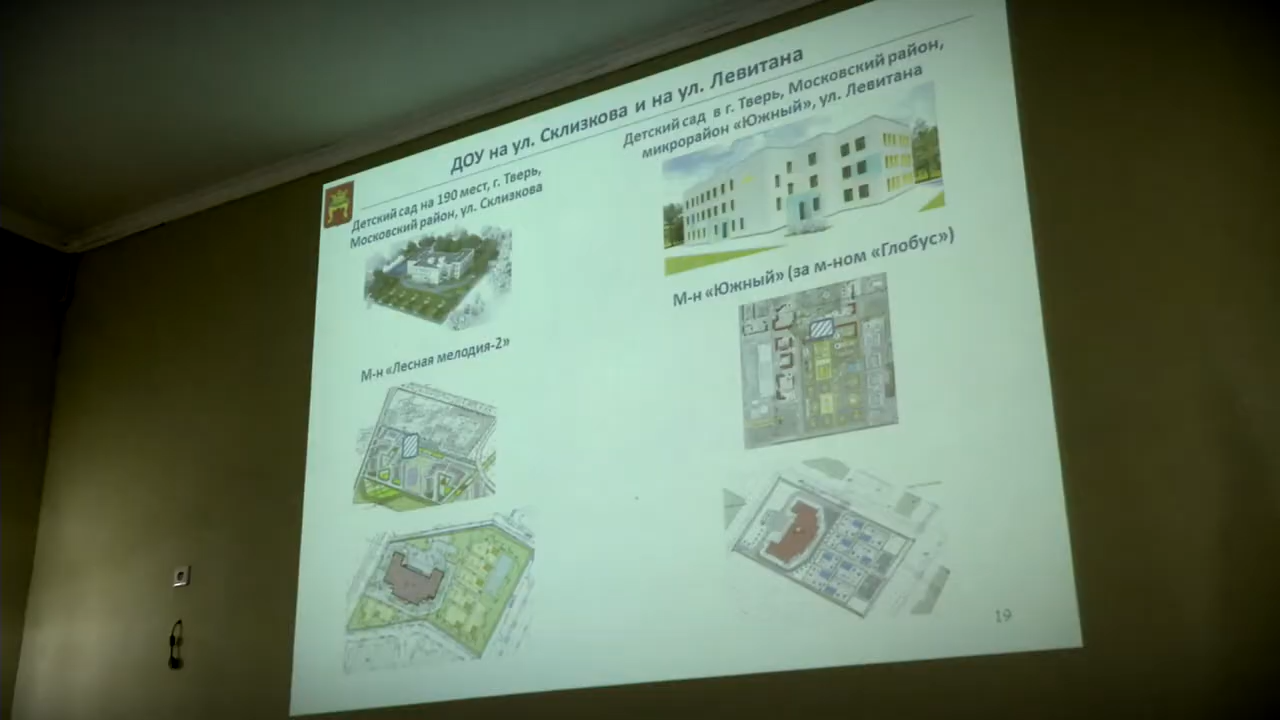 ДОУ на ул. Склизкова и на ул. Левитана
Детский сад на 190 мест, г. Тверь,
Московский район, ул. Склизкова
М-н «Лесная мелодия-2»
Детский сад в г. Тверь, Московский район,
микрорайон «Южный», ул. Левитана
М-н «Южный» (за м-ном «Глобус»)
19